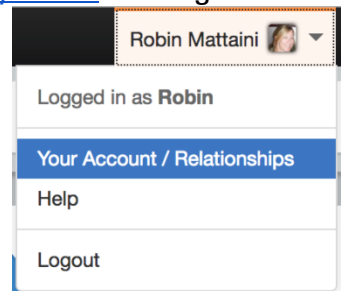 Robin Mattaini
Logged in as Robin
Your Account / Relationships
Help
Logout